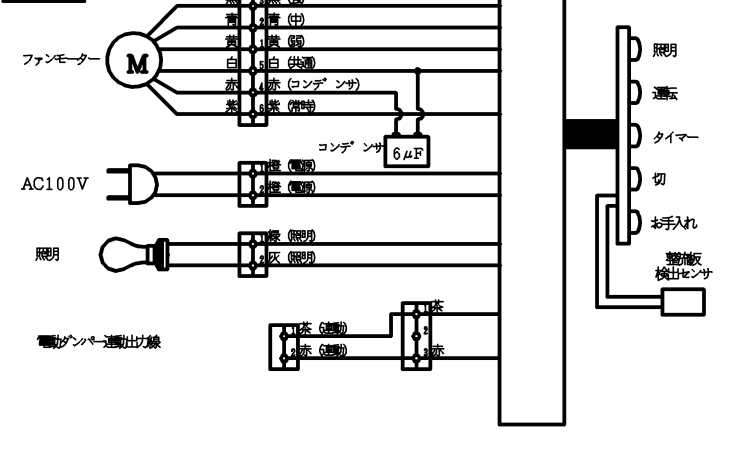 ファンモーター
M
青 2 青 (中)
黄 1 黄 (弱)
白 5 白 (共通)
赤 4 赤 (コンデンサ)
紫 6 紫 (常時)
コンデンサ
6μF
AC100V
1 橙 (電源)
2 橙 (電源)
照明
1 緑 (照明)
2 灰 (照明)
電動ダンパー連動出力線
1 茶 (連動)
2 赤 (連動)
1 茶
2
3 赤
照明
運転
タイマー
切
お手入れ
整流板
検出センサ